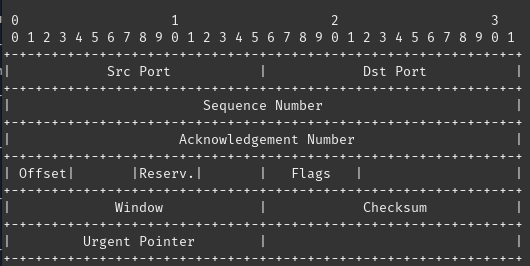 0                   1                   2                   3
 0 1 2 3 4 5 6 7 8 9 0 1 2 3 4 5 6 7 8 9 0 1 2 3 4 5 6 7 8 9 0 1
+-+-+-+-+-+-+-+-+-+-+-+-+-+-+-+-+-+-+-+-+-+-+-+-+-+-+-+-+-+-+-+-+
|            Src Port           |            Dst Port           |
+-+-+-+-+-+-+-+-+-+-+-+-+-+-+-+-+-+-+-+-+-+-+-+-+-+-+-+-+-+-+-+-+
|                        Sequence Number                        |
+-+-+-+-+-+-+-+-+-+-+-+-+-+-+-+-+-+-+-+-+-+-+-+-+-+-+-+-+-+-+-+-+
|                     Acknowledgement Number                    |
+-+-+-+-+-+-+-+-+-+-+-+-+-+-+-+-+-+-+-+-+-+-+-+-+-+-+-+-+-+-+-+-+
| Offset|       |Reserv.|       |   Flags   |                   |
+-+-+-+-+-+-+-+-+-+-+-+-+-+-+-+-+-+-+-+-+-+-+-+-+-+-+-+-+-+-+-+-+
|             Window            |            Checksum           |
+-+-+-+-+-+-+-+-+-+-+-+-+-+-+-+-+-+-+-+-+-+-+-+-+-+-+-+-+-+-+-+-+
|         Urgent Pointer        |                               |
+-+-+-+-+-+-+-+-+-+-+-+-+-+-+-+-+-+-+-+-+-+-+-+-+-+-+-+-+-+-+-+-+